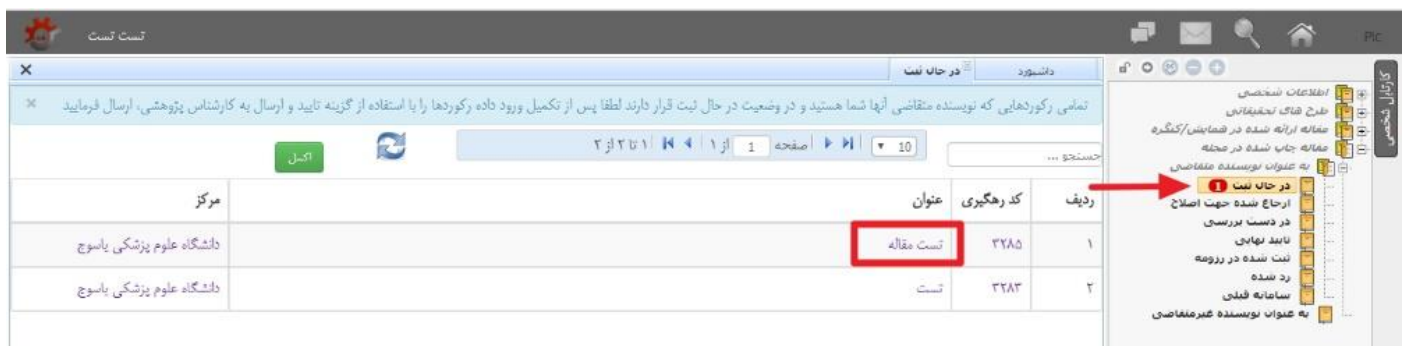 تست تست
Pic
داشبورد
در حال ثبت
تمامی رکوردهایی که نویسنده متقاضی آنها شما هستید و در وضعیت در حال ثبت قرار دارند لطفا پس از تکمیل ورود داده رکوردها را با استفاده از گزینه تایید و ارسال به کارشناس پژوهشی، ارسال فرمایید
جستجو ...
10
صفحه 1 از ۱
۱ تا ۲ از ۲
اکسل
ردیف کد رهگیری عنوان مرکز
۱ ۳۲۸۵ تست مقاله دانشگاه علوم پزشکی یاسوج
۲ ۳۲۸۳ تست دانشگاه علوم پزشکی یاسوج
کارتابل شخصی
اطلاعات شخصی
طرح های تحقیقاتی
مقاله ارائه شده در همایش/کنگره
مقاله چاپ شده در مجله
به عنوان نویسنده متقاضی
در حال ثبت 1
ارجاع شده جهت اصلاح
در دست بررسی
تایید نهایی
ثبت شده در رزومه
رد شده
سامانه قبلی
به عنوان نویسنده غیرمتقاضی